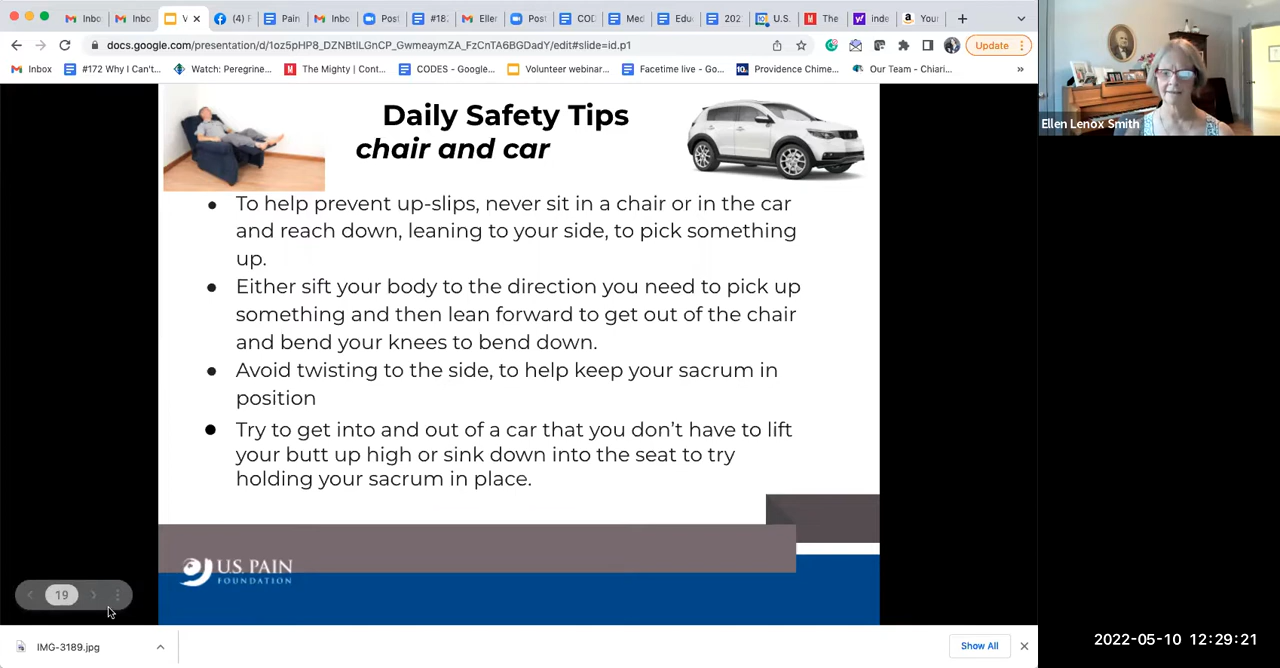 Inbo
Inbo
V
(4) F
Pain
Inbo
Post
#18
Eller
Post
COD
Med
Educ
202
U.S.
The
inde
Your
docs.google.com/presentation/d/1oz5pHP8_DZNBtlLGnCP_GwmeaymZA_FzCnTA6BGDadY/edit#slide=id.p1
Update
Inbox
#172 Why I Can't...
Watch: Peregrine...
The Mighty | Cont...
CODES - Google...
Volunteer webinar...
Facetime live - Go...
Providence Chime...
Our Team - Chiari...
»
Daily Safety Tips
chair and car
To help prevent up-slips, never sit in a chair or in the car
and reach down, leaning to your side, to pick something
up.
Either sift your body to the direction you need to pick up
something and then lean forward to get out of the chair
and bend your knees to bend down.
Avoid twisting to the side, to help keep your sacrum in
position
Try to get into and out of a car that you don't have to lift
your butt up high or sink down into the seat to try
holding your sacrum in place.
U.S. PAIN
FOUNDATION
19
IMG-3189.jpg
Show All
Ellen Lenox Smith
2022-05-10 12:29:21